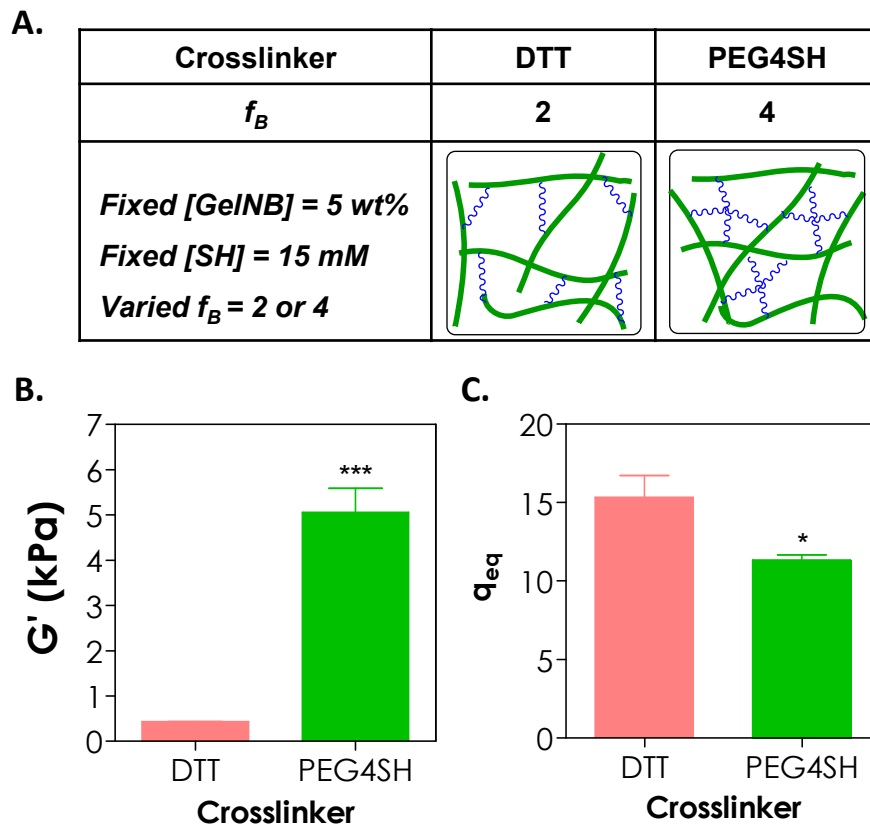 A.
Crosslinker DTT PEG4SH
f_B 2 4
Fixed [GelNB] = 5 wt%
Fixed [SH] = 15 mM
Varied f_B = 2 or 4
B.
G' (kPa)
7
6
5
4
3
2
1
0
***
DTT PEG4SH
Crosslinker
C.
q_eq
20
15
10
5
0
*
DTT PEG4SH
Crosslinker